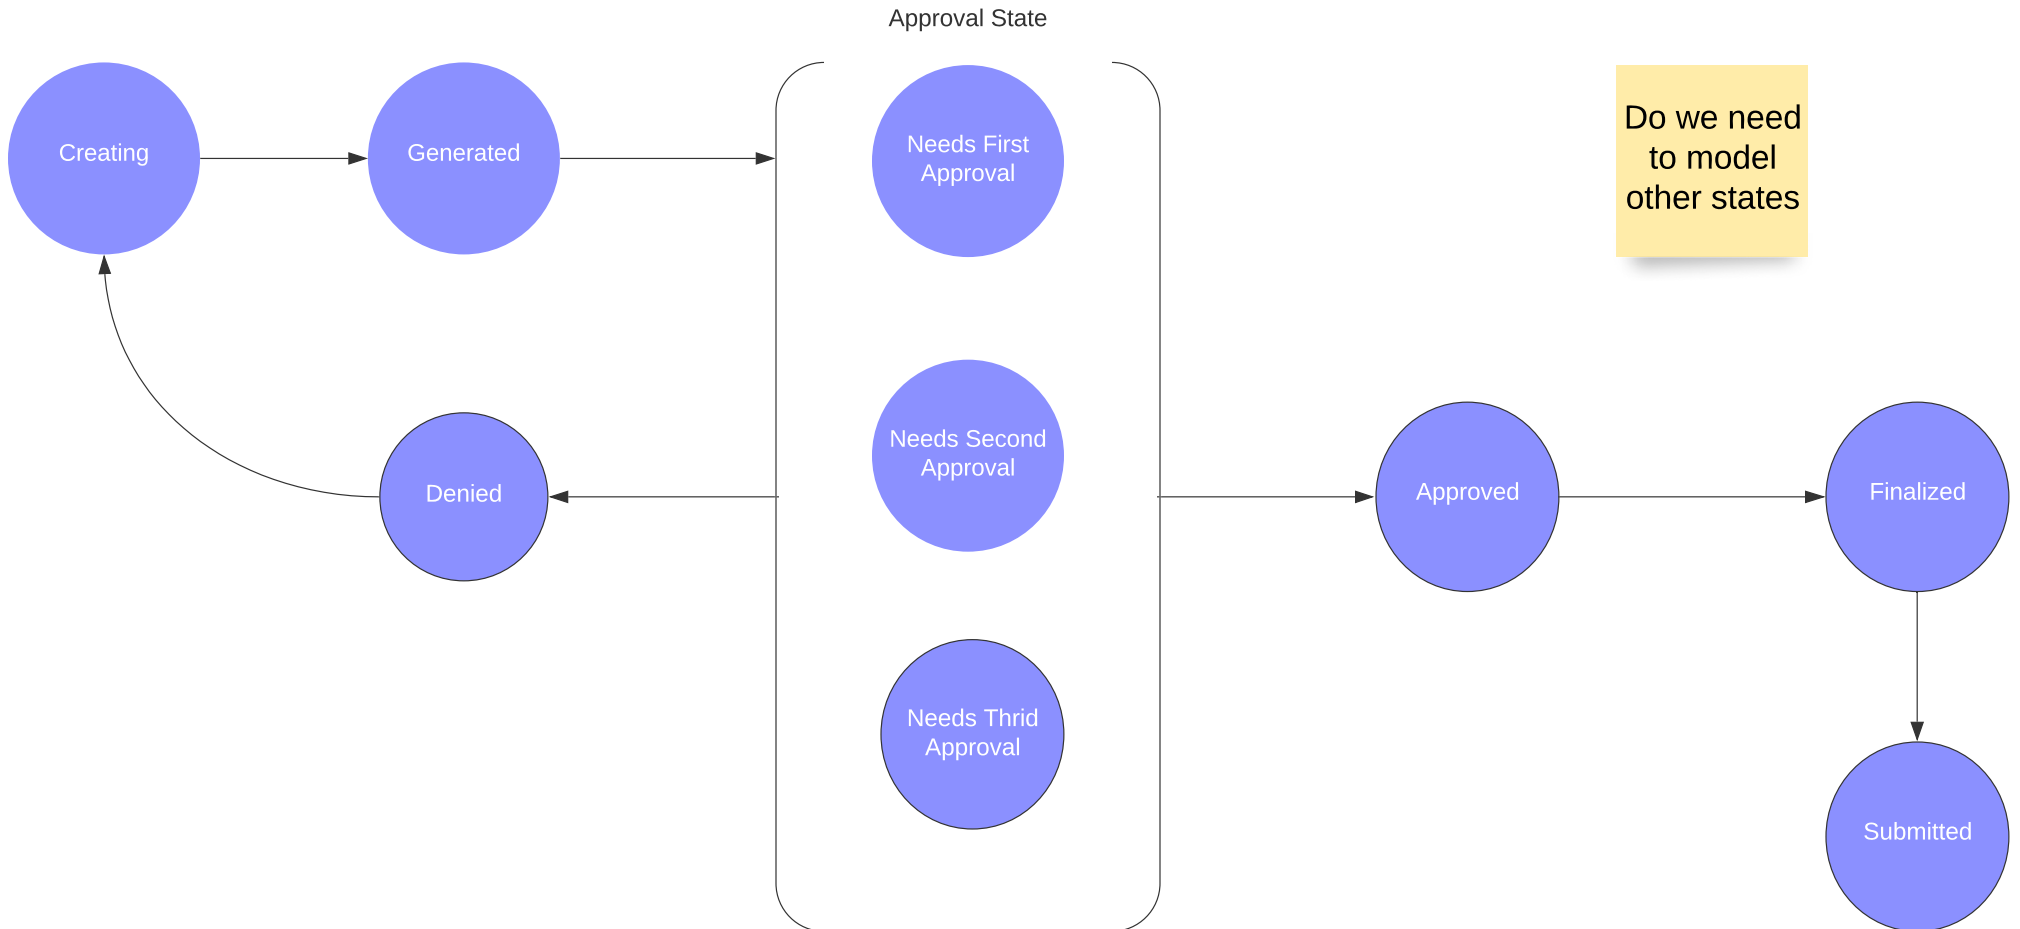 Approval State
Creating
Generated
Needs First
Approval
Do we need
to model
other states
Denied
Needs Second
Approval
Approved
Finalized
Needs Thrid
Approval
Submitted